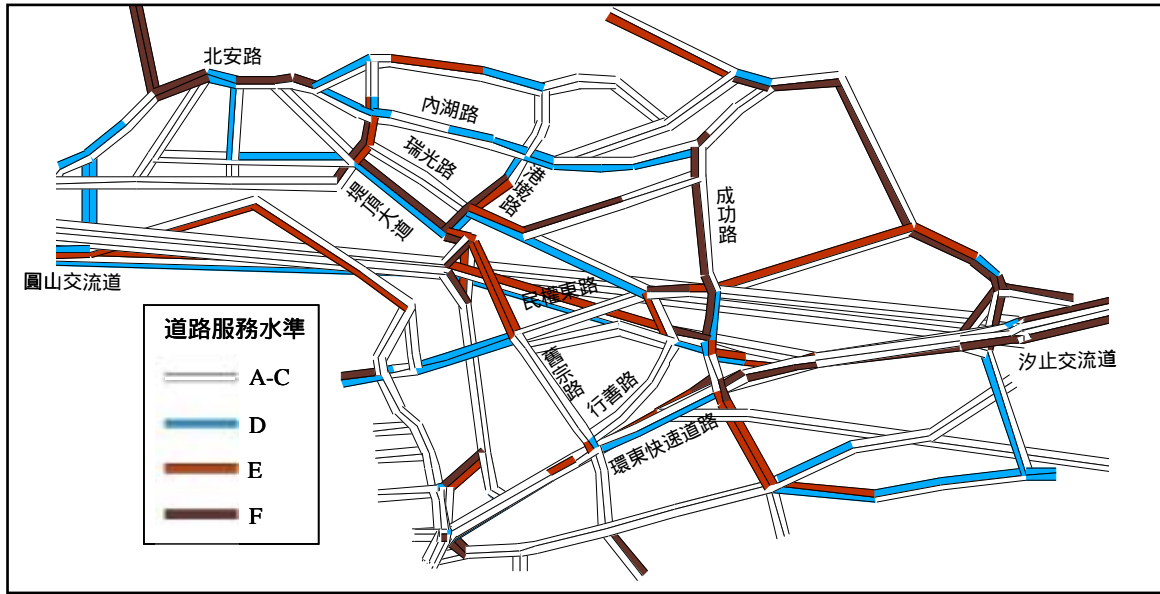 北安路
內湖路
瑞光路
港墘路
堤頂大道
成功路
圓山交流道
民權東路
道路服務水準
A-C
D
E
F
舊宗路
行善路
環東快速道路
汐止交流道